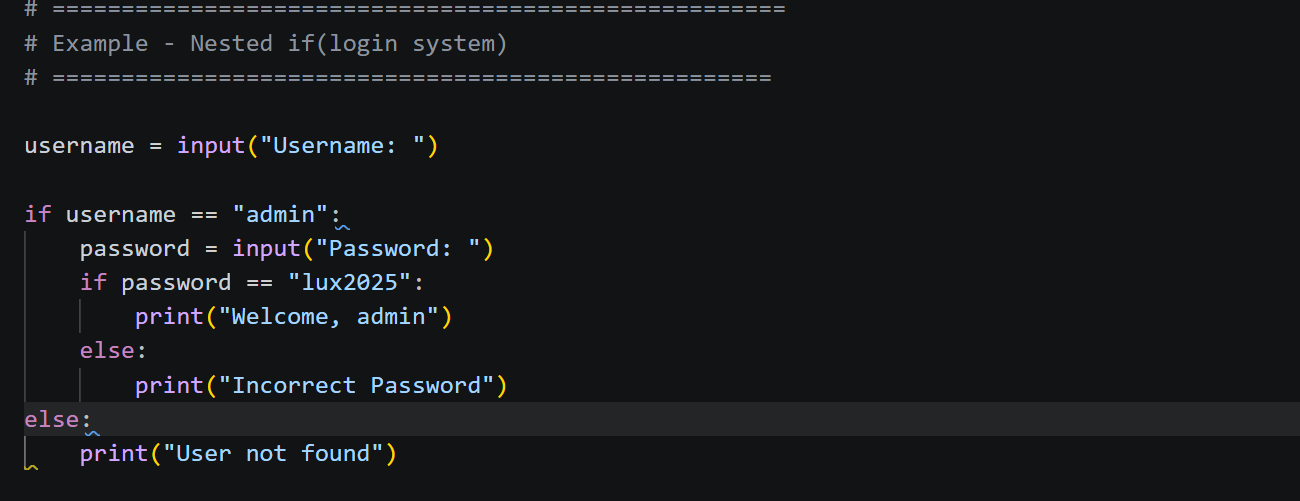 # =====================================================
# Example - Nested if(login system)
# ====================================================
username = input("Username: ")
if username == "admin":
    password = input("Password: ")
    if password == "lux2025":
        print("Welcome, admin")
    else:
        print("Incorrect Password")
else:
    print("User not found")